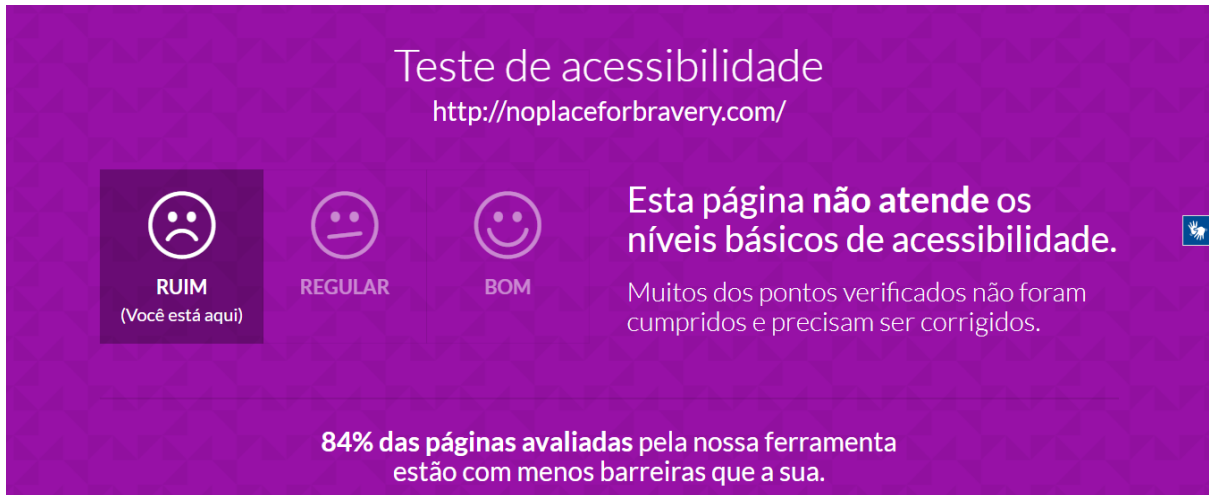 Teste de acessibilidade
http://noplaceforbravery.com/
RUIM
(Você está aqui)
REGULAR
BOM
Esta página não atende os
níveis básicos de acessibilidade.
Muitos dos pontos verificados não foram
cumpridos e precisam ser corrigidos.
84% das páginas avaliadas pela nossa ferramenta
estão com menos barreiras que a sua.